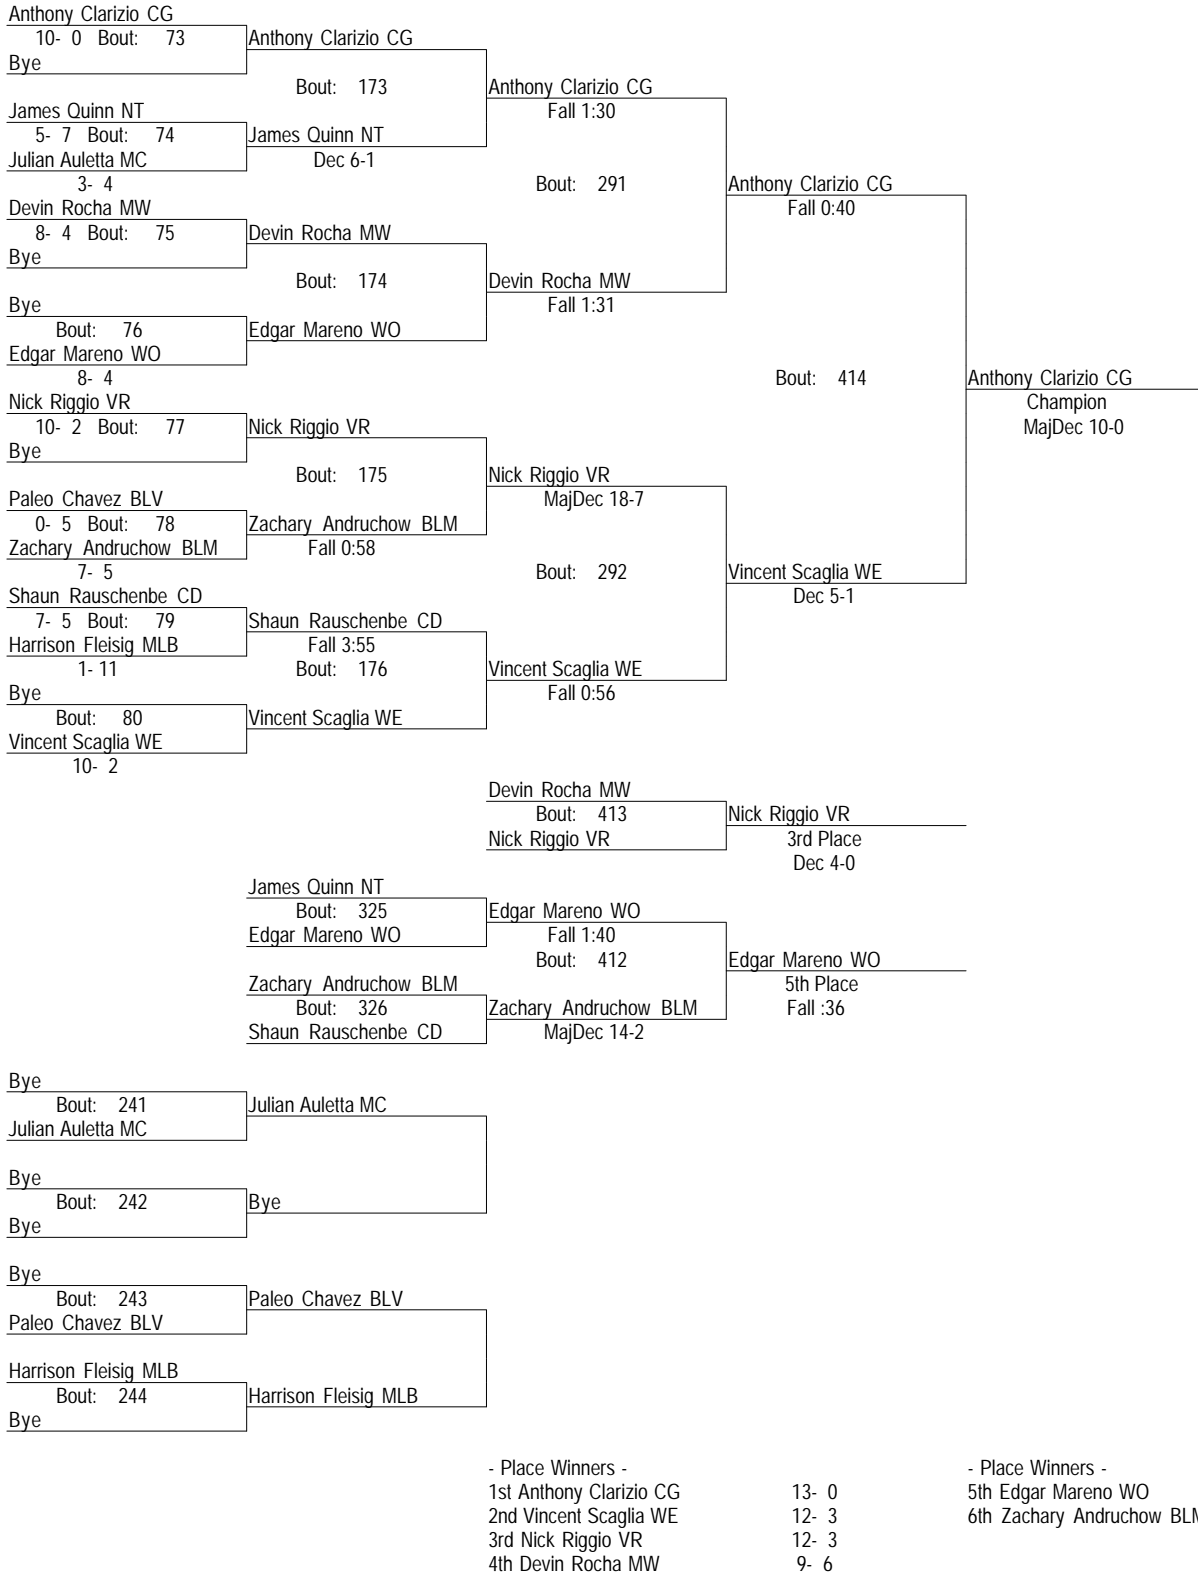 Anthony Clarizio CG
10- 0 Bout: 73
Bye
Anthony Clarizio CG
Bout: 173
James Quinn NT
5- 7 Bout: 74
Julian Auletta MC
3- 4
James Quinn NT
Dec 6-1
Anthony Clarizio CG
Fall 1:30
Bout: 291
Devin Rocha MW
8- 4 Bout: 75
Bye
Devin Rocha MW
Bout: 174
Bye
Bout: 76
Edgar Mareno WO
8- 4
Edgar Mareno WO
Devin Rocha MW
Fall 1:31
Anthony Clarizio CG
Fall 0:40
Bout: 414
Nick Riggio VR
10- 2 Bout: 77
Bye
Nick Riggio VR
Bout: 175
Paleo Chavez BLV
0- 5 Bout: 78
Zachary Andruchow BLM
7- 5
Zachary Andruchow BLM
Fall 0:58
Nick Riggio VR
MajDec 18-7
Bout: 292
Shaun Rauschenbe CD
7- 5 Bout: 79
Harrison Fleisig MLB
1- 11
Shaun Rauschenbe CD
Fall 3:55
Bout: 176
Bye
Bout: 80
Vincent Scaglia WE
10- 2
Vincent Scaglia WE
Vincent Scaglia WE
Fall 0:56
Vincent Scaglia WE
Dec 5-1
Anthony Clarizio CG
Champion
MajDec 10-0
Devin Rocha MW
Bout: 413
Nick Riggio VR
Nick Riggio VR
3rd Place
Dec 4-0
James Quinn NT
Bout: 325
Edgar Mareno WO
Edgar Mareno WO
Fall 1:40
Bout: 412
Zachary Andruchow BLM
Bout: 326
Shaun Rauschenbe CD
Zachary Andruchow BLM
MajDec 14-2
Edgar Mareno WO
5th Place
Fall :36
Bye
Bout: 241
Julian Auletta MC
Julian Auletta MC
Bye
Bout: 242
Bye
Bye
Bye
Bout: 243
Paleo Chavez BLV
Paleo Chavez BLV
Harrison Fleisig MLB
Bout: 244
Bye
Harrison Fleisig MLB
- Place Winners -
1st Anthony Clarizio CG 13- 0
2nd Vincent Scaglia WE 12- 3
3rd Nick Riggio VR 12- 3
4th Devin Rocha MW 9- 6
- Place Winners -
5th Edgar Mareno WO
6th Zachary Andruchow BLM